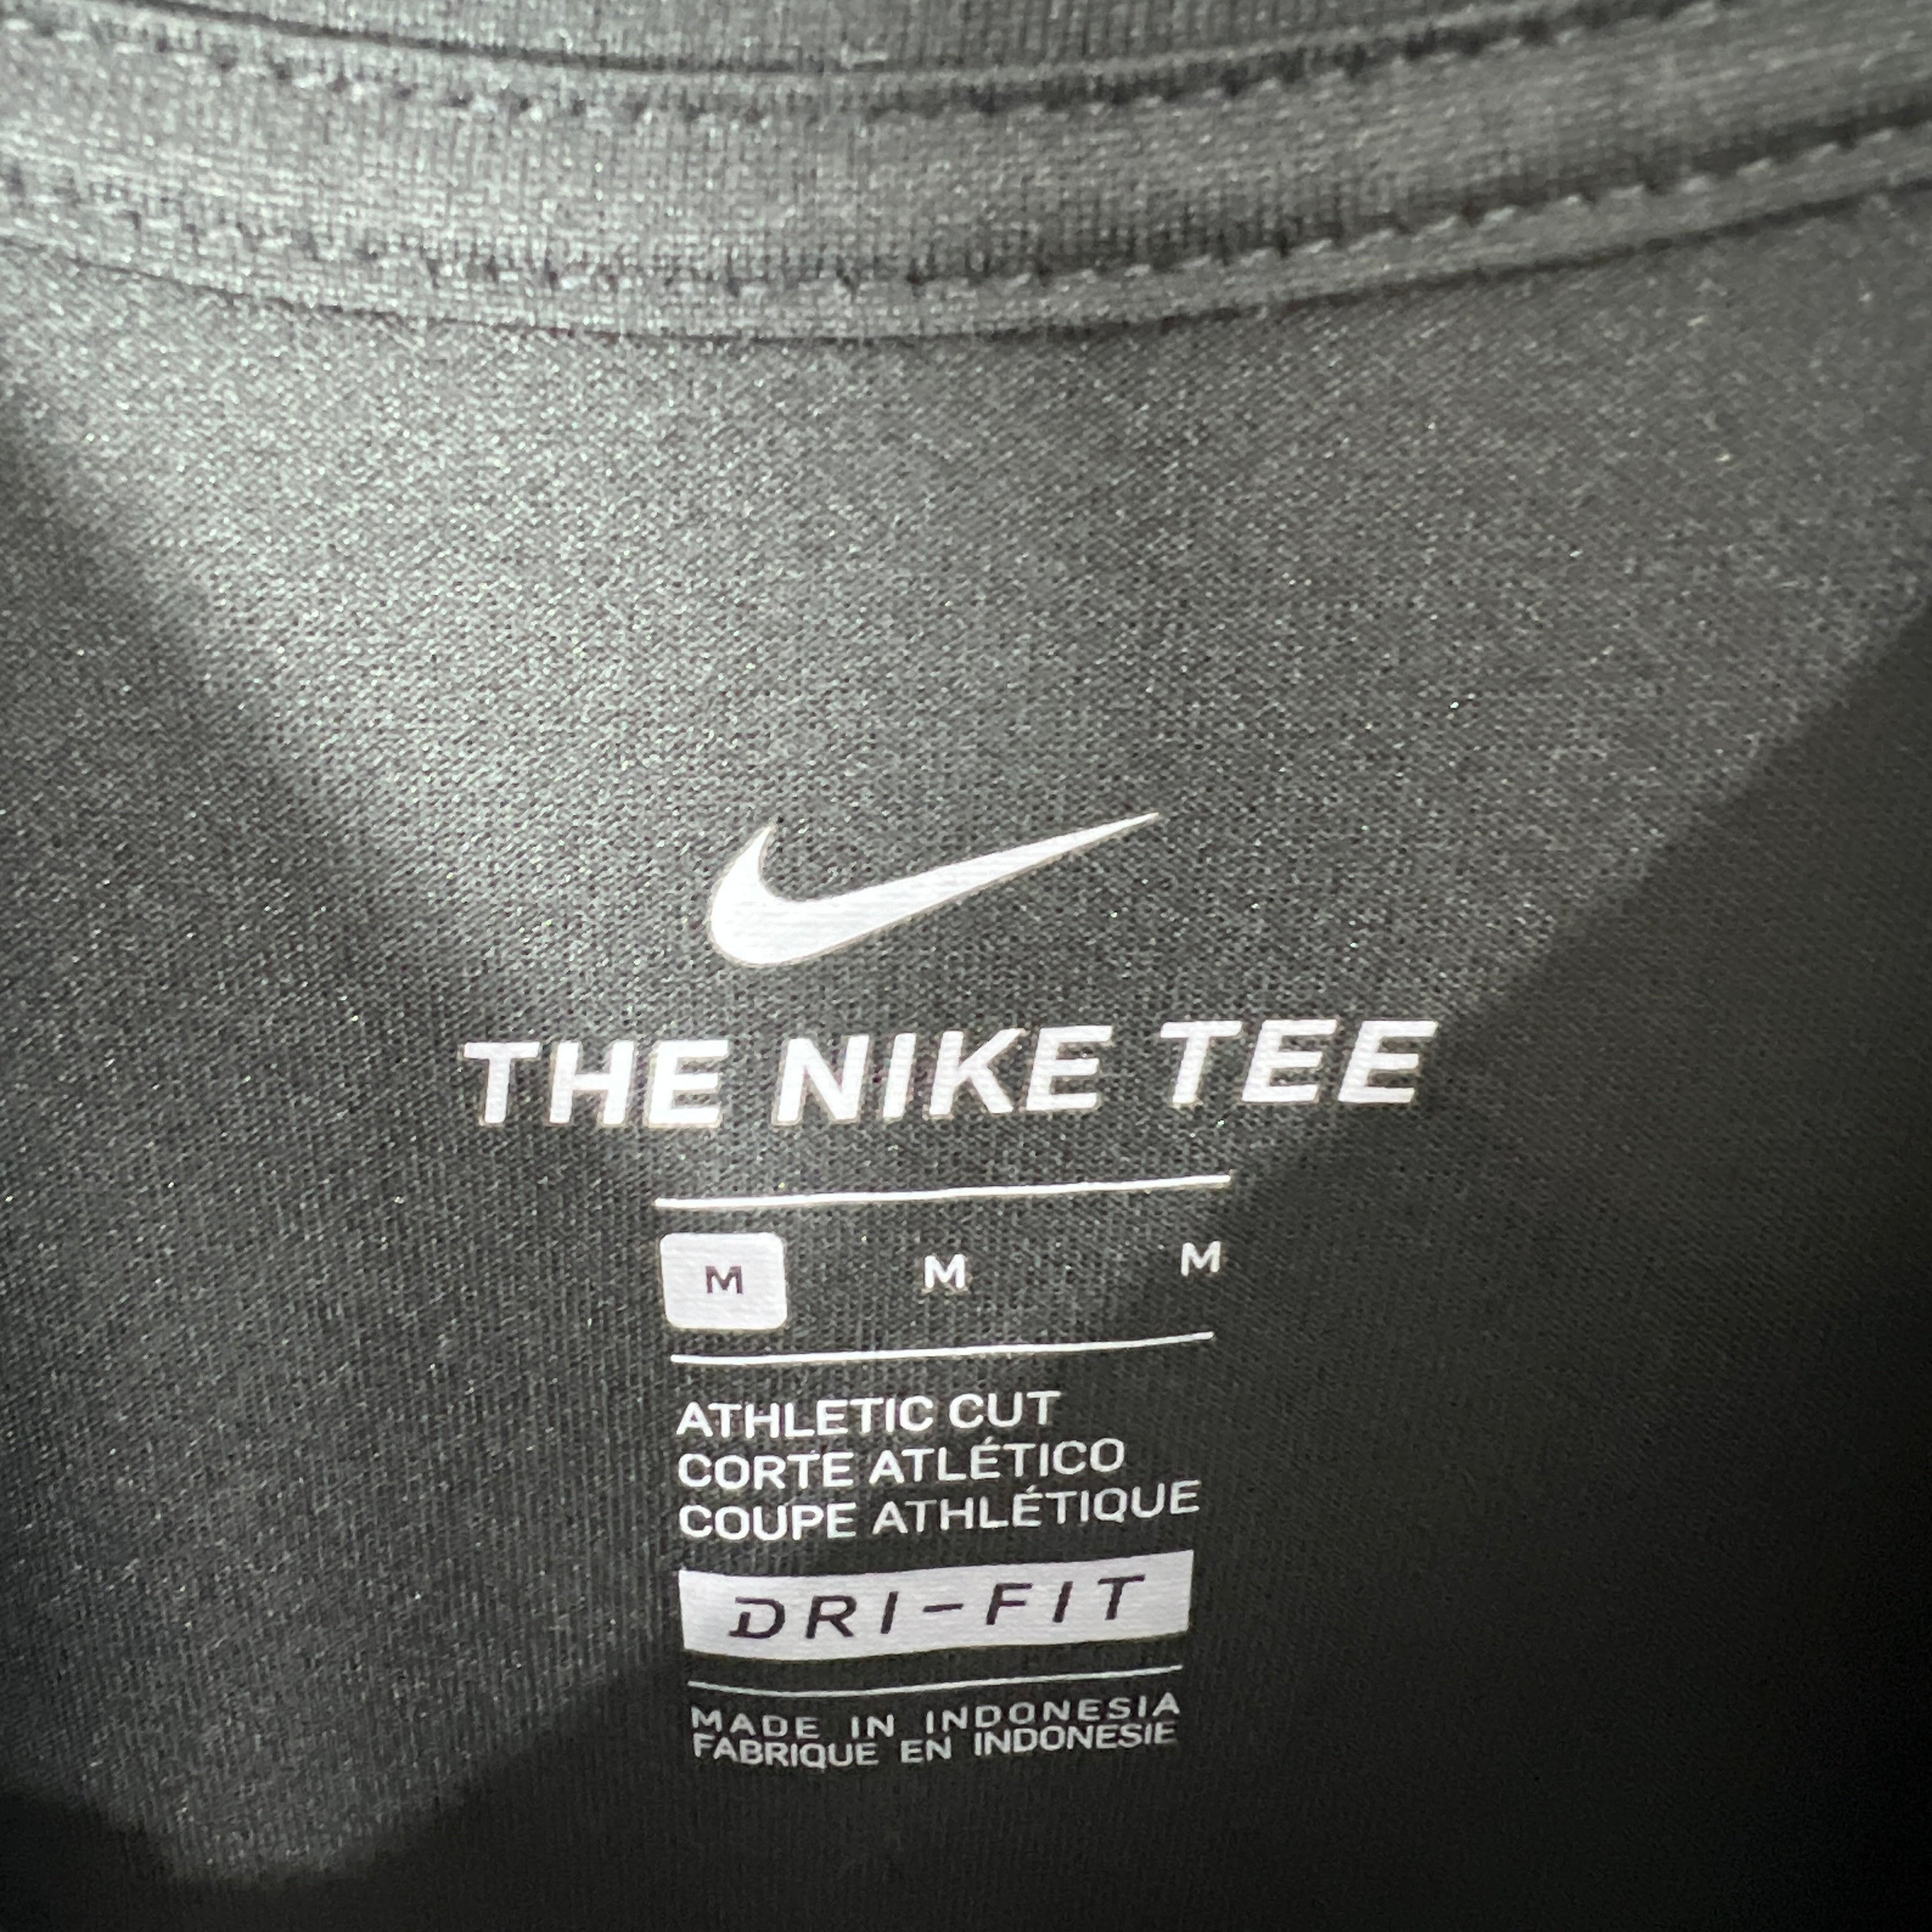 THE NIKE TEE
M M M
ATHLETIC CUT
CORTE ATLÉTICO
COUPE ATHLÉTIQUE
DRI-FIT
MADE IN INDONESIA
FABRIQUE EN INDONESIE